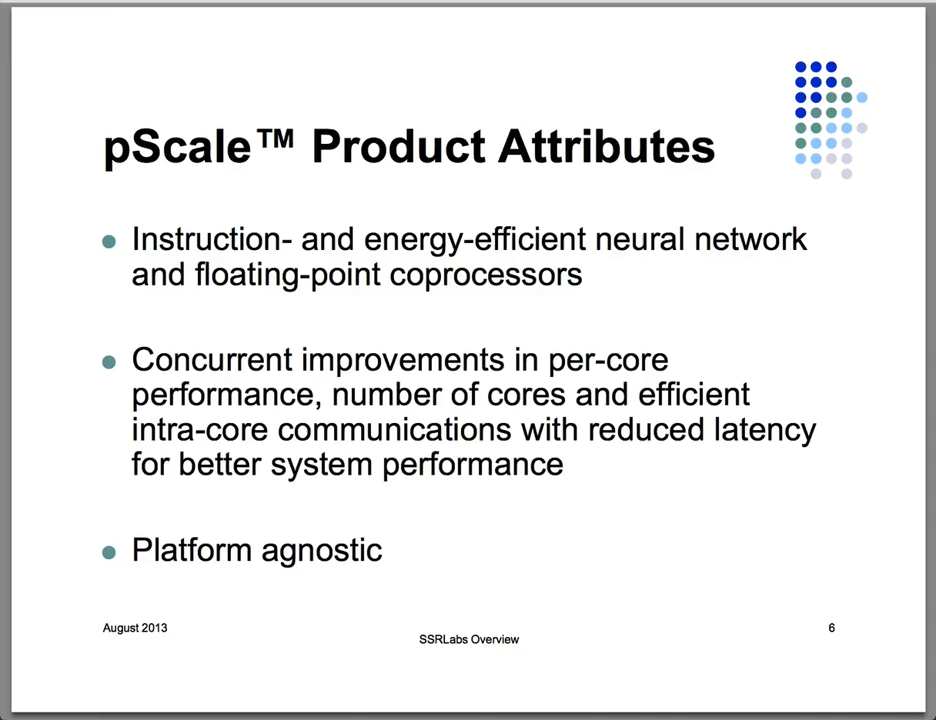 pScale™ Product Attributes
Instruction- and energy-efficient neural network
and floating-point coprocessors
Concurrent improvements in per-core
performance, number of cores and efficient
intra-core communications with reduced latency
for better system performance
Platform agnostic
August 2013
SSRLabs Overview
6